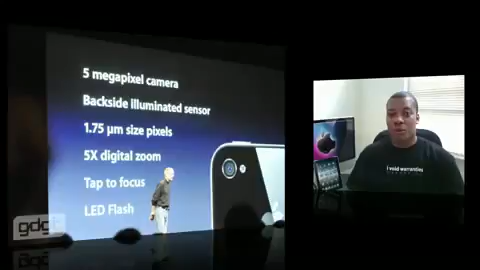 5 megapixel camera
Backside illuminated sensor
1.75 µm size pixels
5X digital zoom
Tap to focus
LED Flash
gdgt
i void warranties